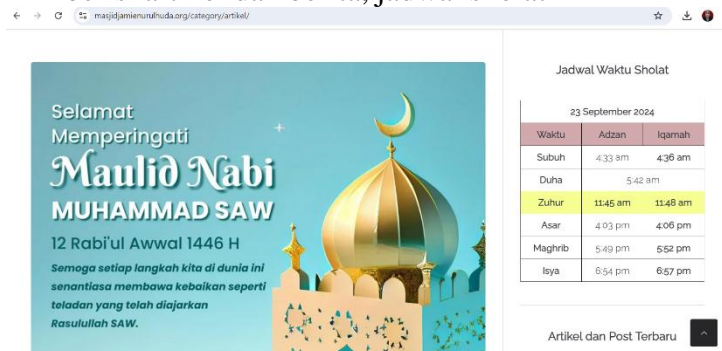 masjidjamienurulhuda.org/category/artikel/
Selamat
Memperingati
Maulid Nabi
MUHAMMAD SAW
12 Rabi'ul Awwal 1446 H
Semoga setiap langkah kita di dunia ini
senantiasa membawa kebaikan seperti
teladan yang telah diajarkan
Rasulullah SAW.
Jadwal Waktu Sholat
23 September 2024
Waktu Adzan Iqamah
Subuh 4:33 am 4:36 am
Duha 5:42 am
Zuhur 11:45 am 11:48 am
Asar 4:03 pm 4:06 pm
Maghrib 5:49 pm 5:52 pm
Isya 6:54 pm 6:57 pm
Artikel dan Post Terbaru